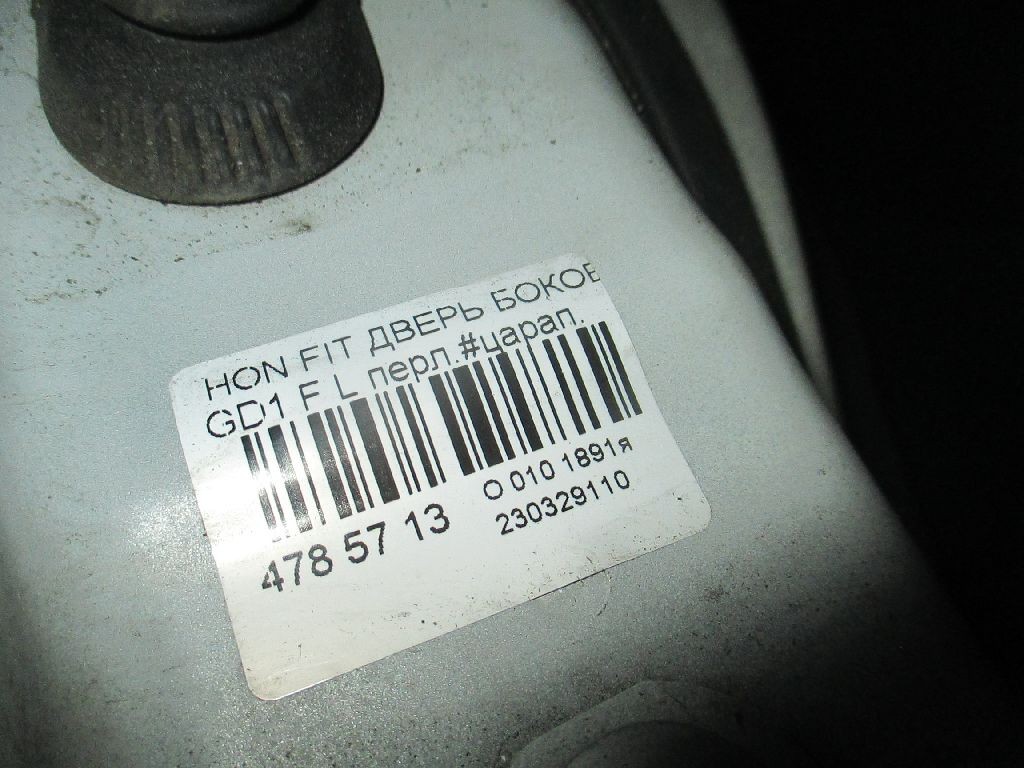 HON FIT ДВЕРЬ БОКОВ
GD1 F L перл.#царап.
478 57 13
О 010 1891я
230329110